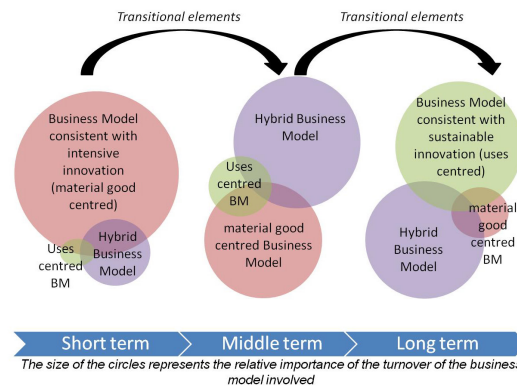 Transitional elements
Transitional elements
Business Model
consistent with
intensive
innovation
(material good
centred)
Uses
centred
BM
Hybrid
Business
Model
Hybrid Business
Model
Uses
centred
BM
material good
centred Business
Model
Business Model
consistent with
sustainable
innovation (uses
centred)
Hybrid
Business
Model
material
good
centred
BM
Short term
Middle term
Long term
The size of the circles represents the relative importance of the turnover of the business
model involved